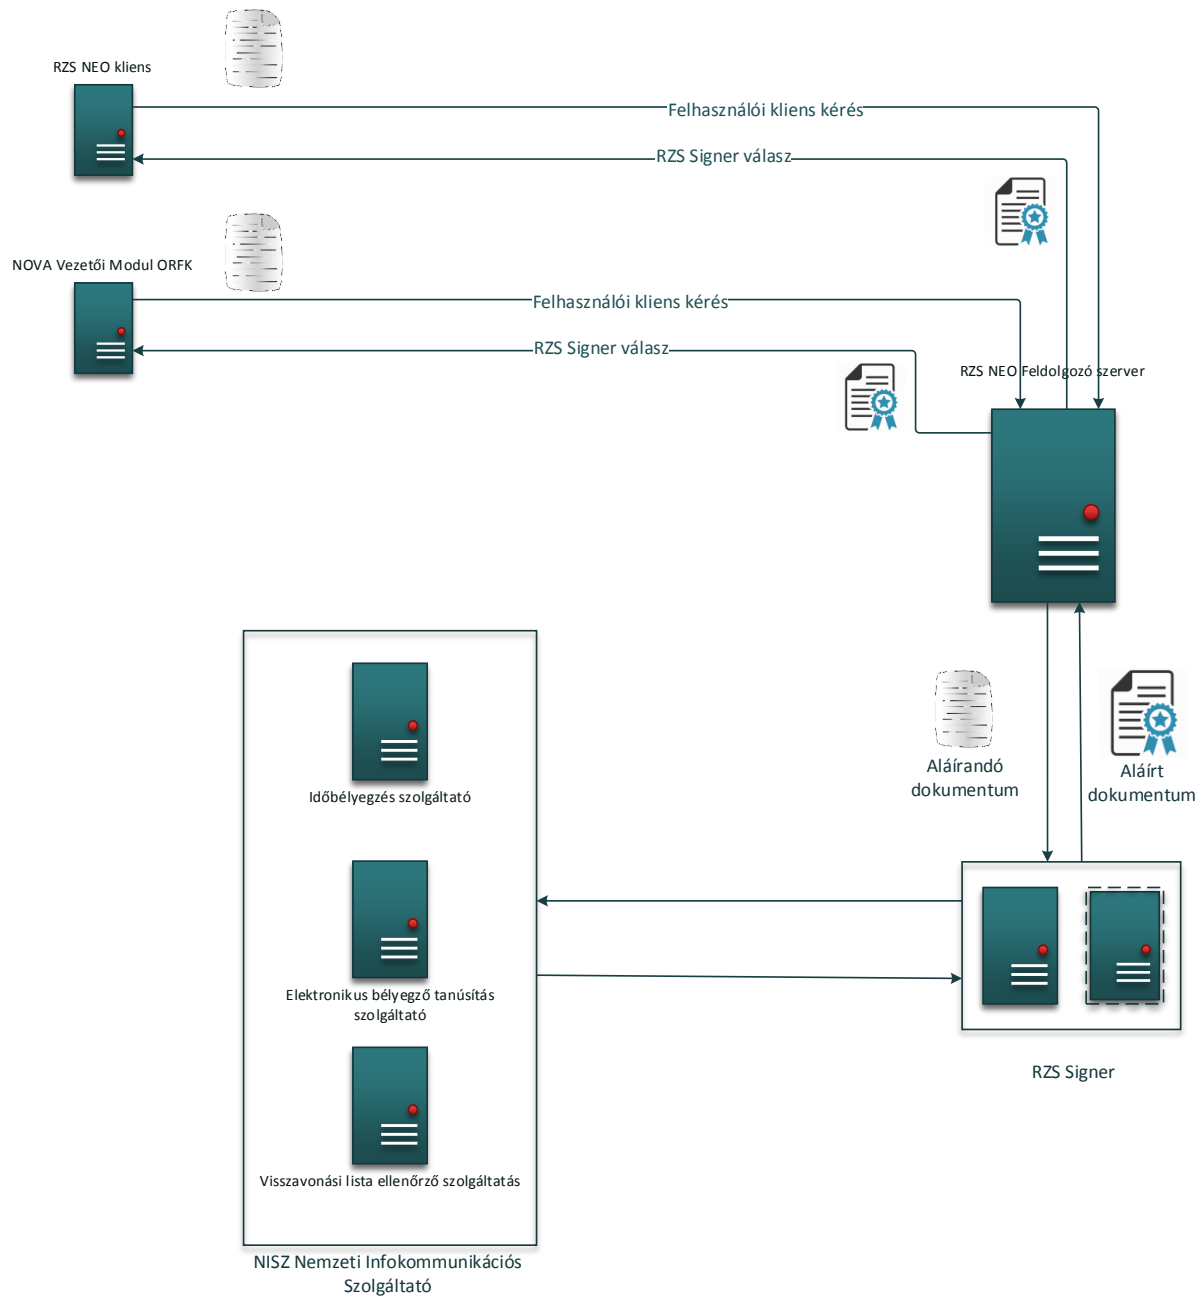 RZS NEO kliens
Felhasználói kliens kérés
RZS Signer válasz
NOVA Vezetői Modul ORFK
Felhasználói kliens kérés
RZS Signer válasz
RZS NEO Feldolgozó szerver
Aláírandó
dokumentum
Aláírt
dokumentum
Időbélyegzés szolgáltató
Elektronikus bélyegző tanúsítás
szolgáltató
RZS Signer
Visszavonási lista ellenőrző szolgáltatás
NISZ Nemzeti Infokommunikációs
Szolgáltató